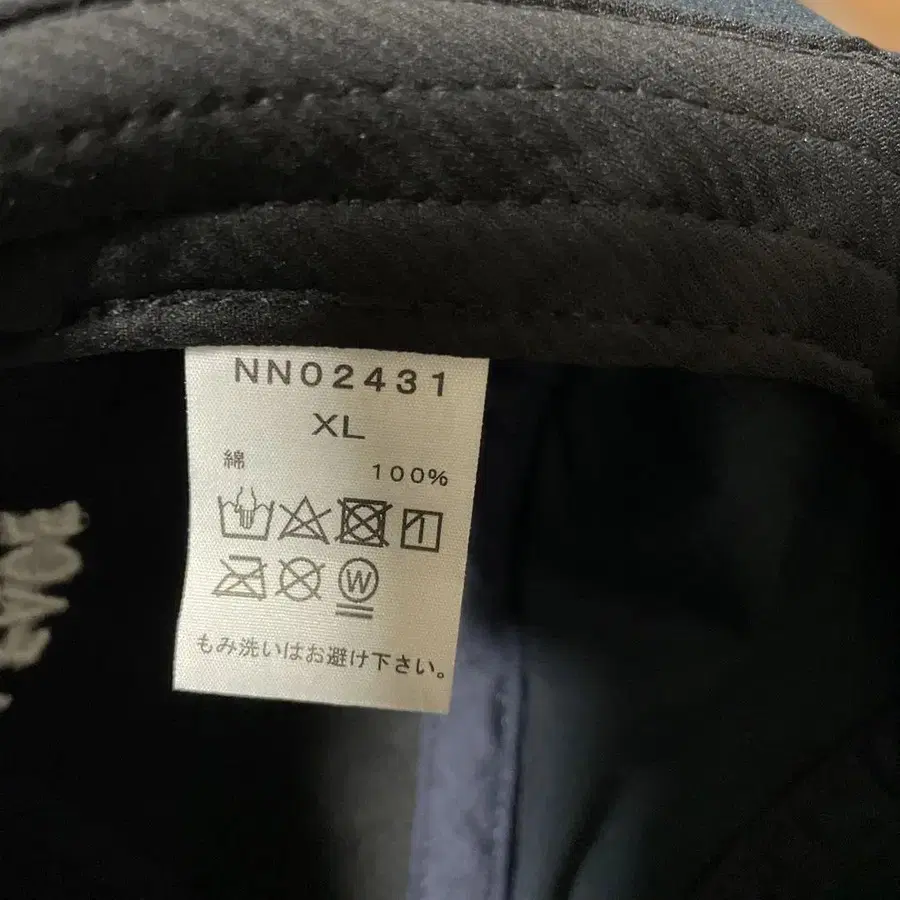 NN02431
XL
綿 100%
W
もみ洗いはお避け下さい。